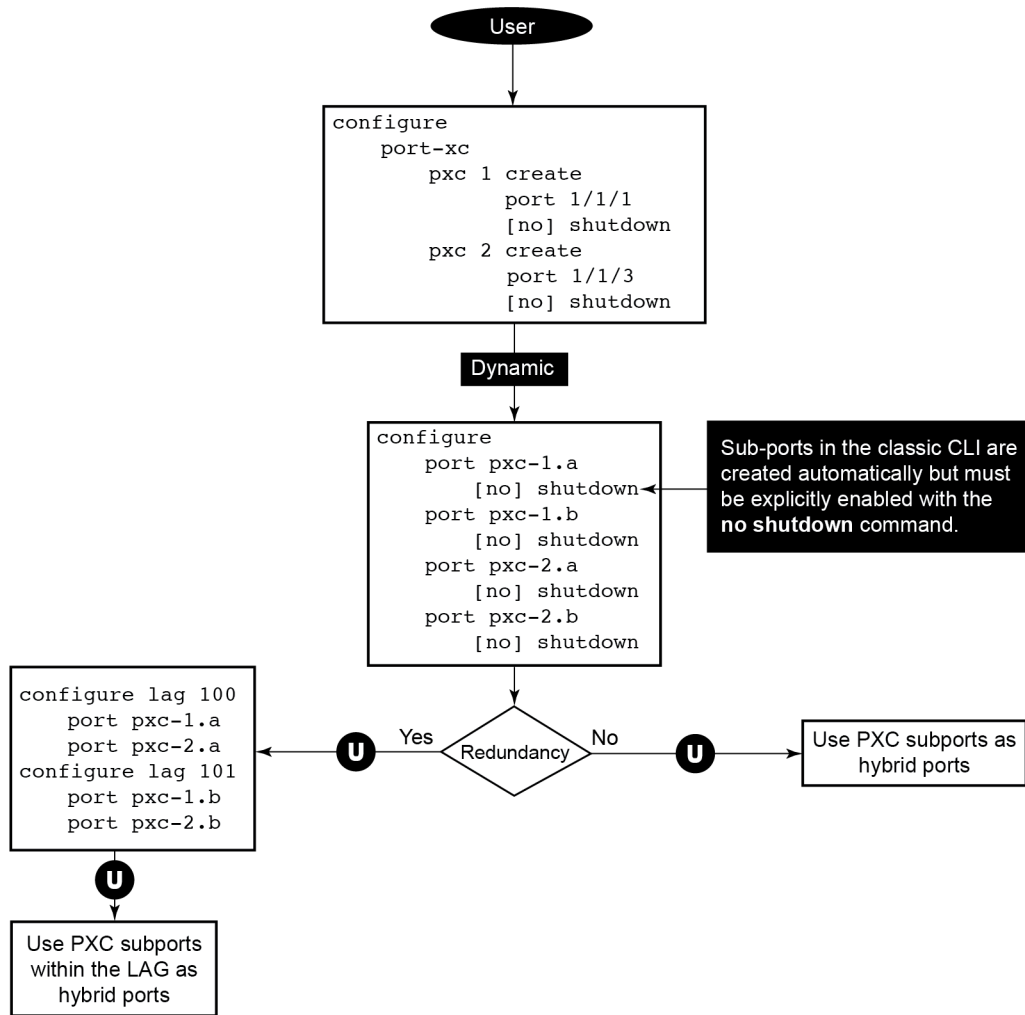 User
configure
port-xc
pxc 1 create
port 1/1/1
[no] shutdown
pxc 2 create
port 1/1/3
[no] shutdown
Dynamic
configure
port pxc-1.a
[no] shutdown
port pxc-1.b
[no] shutdown
port pxc-2.a
[no] shutdown
port pxc-2.b
[no] shutdown
Sub-ports in the classic CLI are
created automatically but must
be explicitly enabled with the
no shutdown command.
Redundancy
Yes
U
No
U
configure lag 100
port pxc-1.a
port pxc-2.a
configure lag 101
port pxc-1.b
port pxc-2.b
Use PXC subports as
hybrid ports
U
Use PXC subports
within the LAG as
hybrid ports